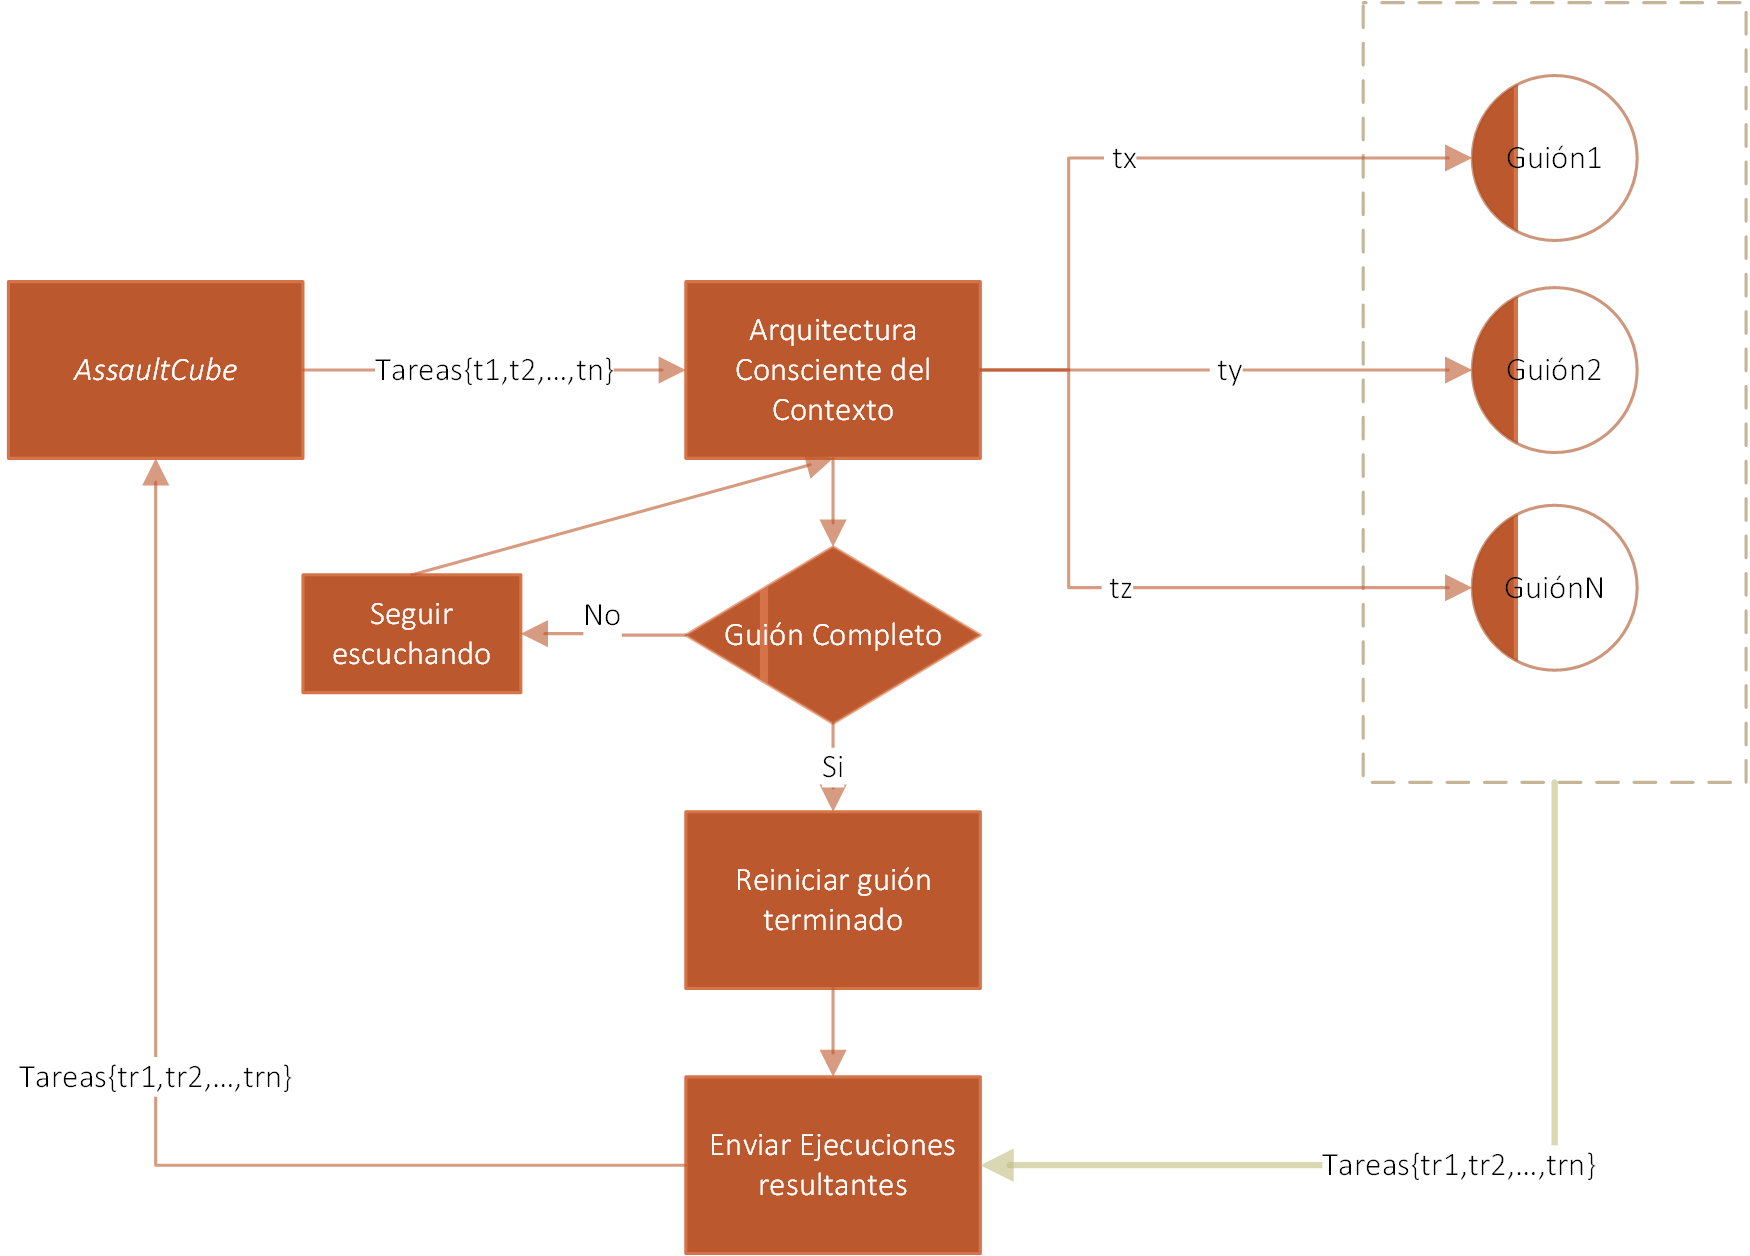 tx
Guión1
AssaultCube
Tareas{t1,t2,...,tn}
Arquitectura
Consciente del
Contexto
ty
Guión2
tz
GuiónN
Seguir
escuchando
No
Guión Completo
Si
Reiniciar guión
terminado
Tareas{tr1,tr2,...,trn}
Enviar Ejecuciones
resultantes
Tareas{tr1,tr2,...,trn}